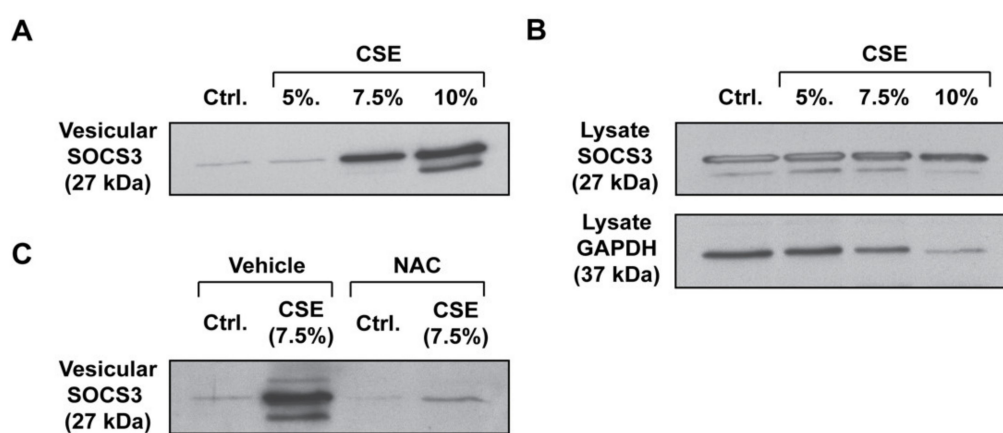 A
CSE
Ctrl. 5%. 7.5% 10%
Vesicular
SOCS3
(27 kDa)
B
CSE
Ctrl. 5%. 7.5% 10%
Lysate
SOCS3
(27 kDa)
Lysate
GAPDH
(37 kDa)
C
Vehicle NAC
Ctrl. CSE Ctrl. CSE
(7.5%) (7.5%)
Vesicular
SOCS3
(27 kDa)